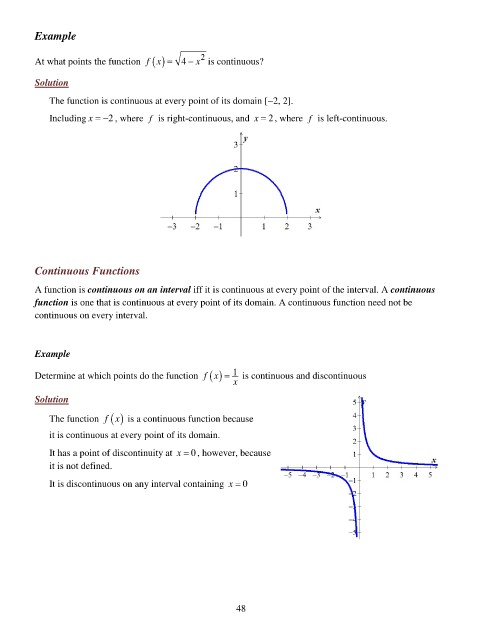 Example
At what points the function f(x) = √4 − x² is continuous?
Solution
The function is continuous at every point of its domain [−2, 2].
Including x = −2, where f is right-continuous, and x = 2, where f is left-continuous.
y
3
2
1
x
−3 −2 −1 1 2 3
Continuous Functions
A function is continuous on an interval iff it is continuous at every point of the interval. A continuous
function is one that is continuous at every point of its domain. A continuous function need not be
continuous on every interval.
Example
Determine at which points do the function f(x) = 1/x is continuous and discontinuous
Solution
The function f(x) is a continuous function because
it is continuous at every point of its domain.
It has a point of discontinuity at x = 0, however, because
it is not defined.
It is discontinuous on any interval containing x = 0
5 y
4
3
2
1
x
−5 −4 −3 −2 −1 1 2 3 4 5
−1
−2
48